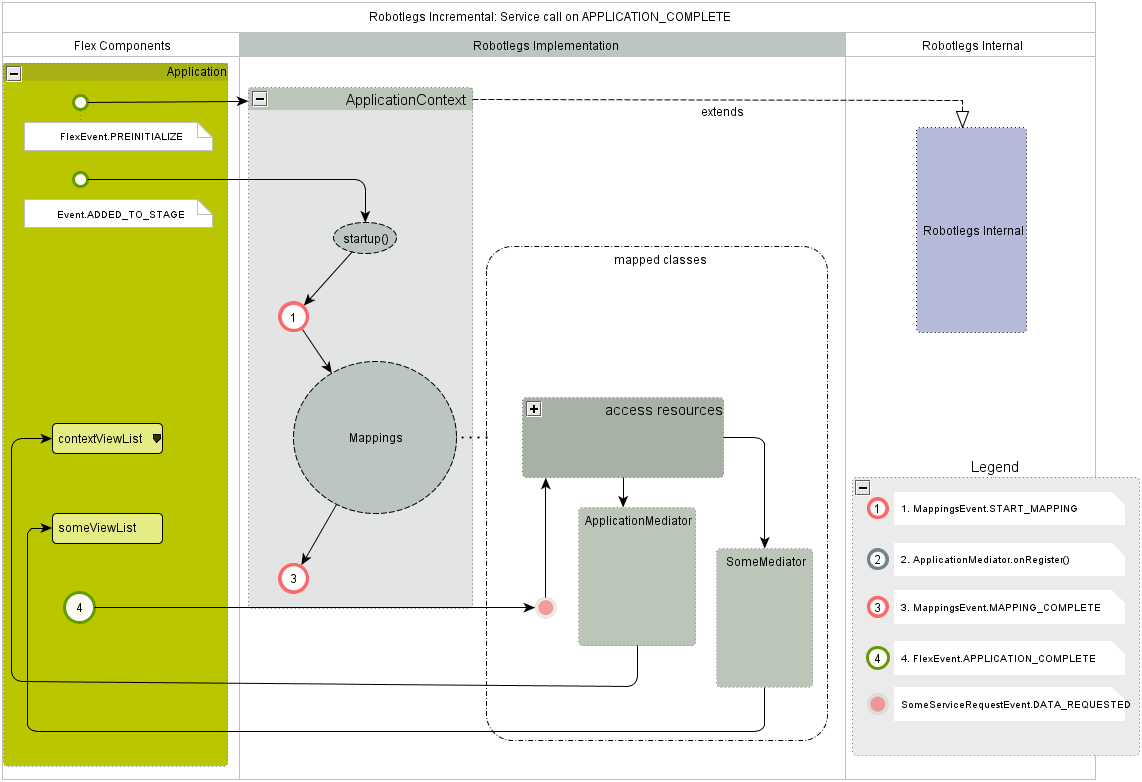 Robotlegs Incremental: Service call on APPLICATION_COMPLETE
Flex Components
Robotlegs Implementation
Robotlegs Internal
Application
ApplicationContext
extends
FlexEvent.PREINITIALIZE
Event.ADDED_TO_STAGE
startup()
Robotlegs Internal
mapped classes
1
Mappings
access resources
contextViewList
someViewList
ApplicationMediator
SomeMediator
3
4
Legend
1 1. MappingsEvent.START_MAPPING
2 2. ApplicationMediator.onRegister()
3 3. MappingsEvent.MAPPING_COMPLETE
4 4. FlexEvent.APPLICATION_COMPLETE
SomeServiceRequestEvent.DATA_REQUESTED